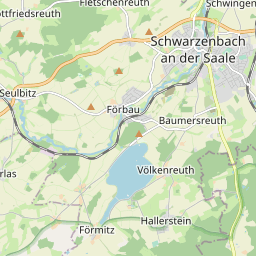 Fletschenreuth
ottfriedsreuth
Schwingen
Schwarzenbach
an der Saale
Seulbitz
Förbau
Baumersreuth
Völkenreuth
rlas
Hallerstein
Förmitz